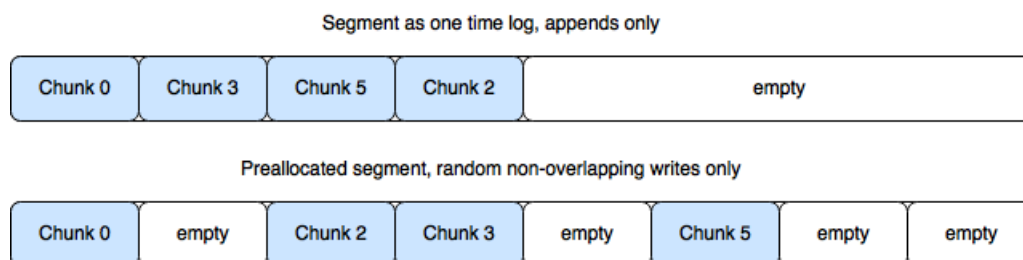 Segment as one time log, appends only
Chunk 0 Chunk 3 Chunk 5 Chunk 2 empty
Preallocated segment, random non-overlapping writes only
Chunk 0 empty Chunk 2 Chunk 3 empty Chunk 5 empty empty